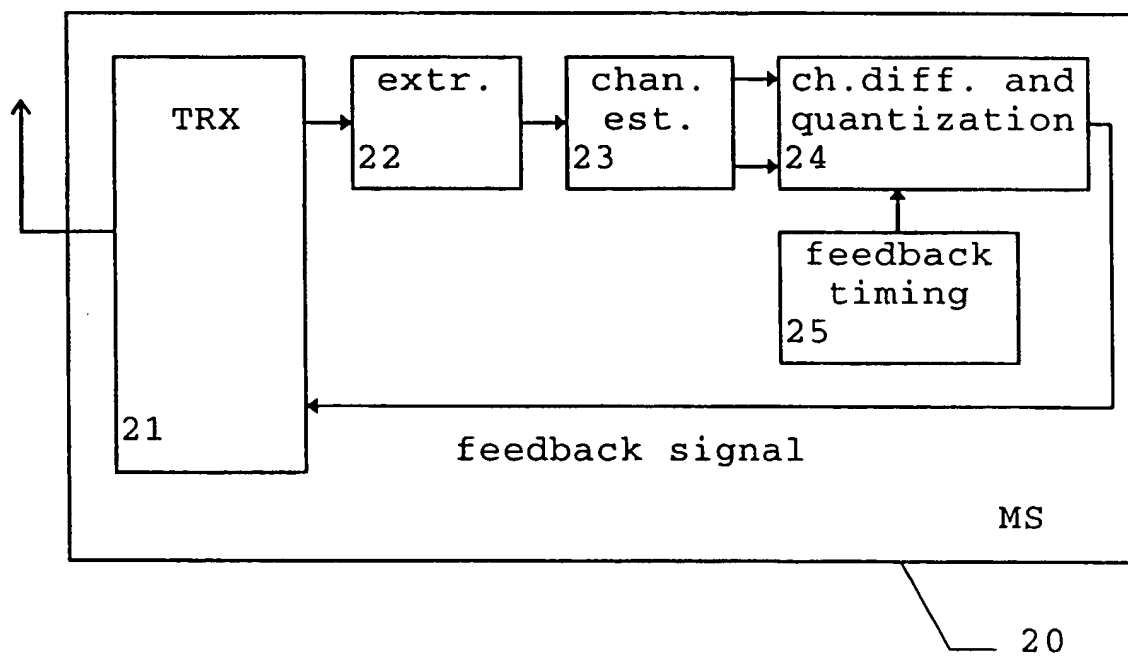 TRX
21
extr.
22
chan.
est.
23
ch.diff. and
quantization
24
feedback
timing
25
feedback signal
MS
20